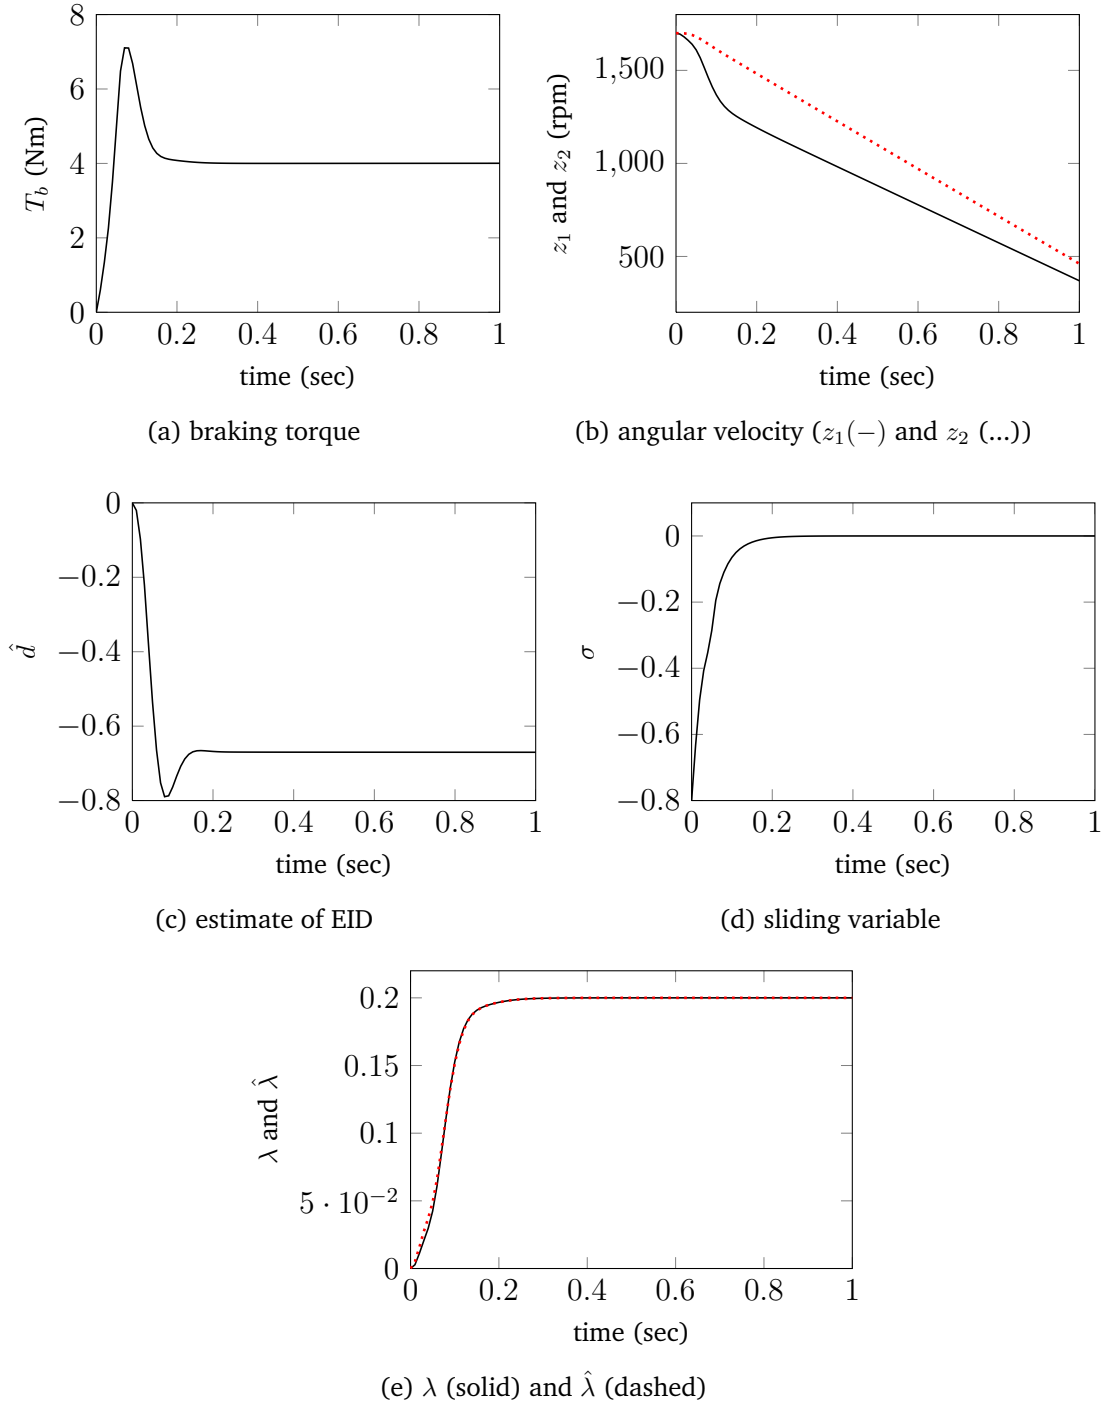 8
6
4
2
0
T_b (Nm)
0 0.2 0.4 0.6 0.8 1
time (sec)
(a) braking torque
1,500
1,000
500
z_1 and z_2 (rpm)
0 0.2 0.4 0.6 0.8 1
time (sec)
(b) angular velocity (z_1(−) and z_2 (...))
0
−0.2
−0.4
−0.6
−0.8
d̂
0 0.2 0.4 0.6 0.8 1
time (sec)
(c) estimate of EID
0
−0.2
−0.4
−0.6
−0.8
σ
0 0.2 0.4 0.6 0.8 1
time (sec)
(d) sliding variable
0.2
0.15
0.1
5 · 10⁻²
0
λ and λ̂
0 0.2 0.4 0.6 0.8 1
time (sec)
(e) λ (solid) and λ̂ (dashed)